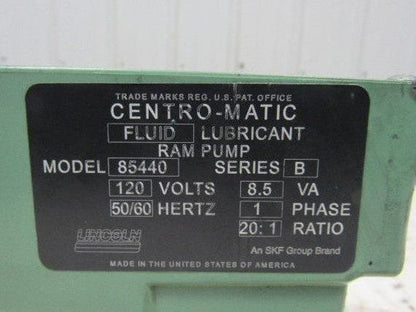 TRADE MARKS REG. U.S. PAT. OFFICE
CENTRO-MATIC
FLUID LUBRICANT
RAM PUMP
MODEL 85440 SERIES B
120 VOLTS 8.5 VA
50/60 HERTZ 1 PHASE
20:1 RATIO
LINCOLN An SKF Group Brand
MADE IN THE UNITED STATES OF AMERICA